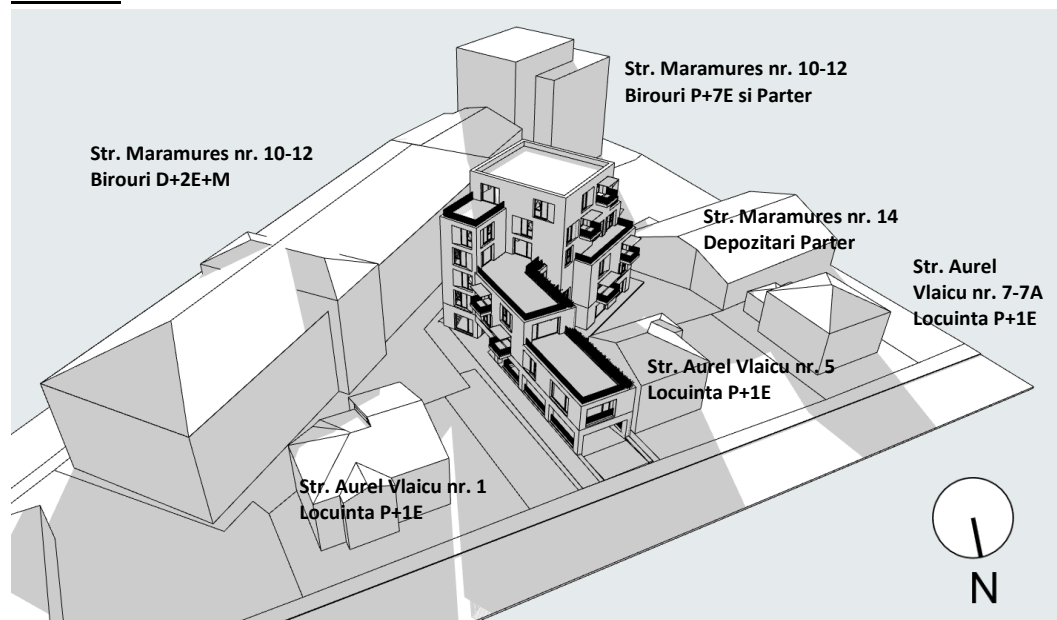 Str. Maramures nr. 10-12
Birouri P+7E si Parter
Str. Maramures nr. 10-12
Birouri D+2E+M
Str. Maramures nr. 14
Depozitari Parter
Str. Aurel
Vlaicu nr. 7-7A
Locuinta P+1E
Str. Aurel Vlaicu nr. 5
Locuinta P+1E
Str. Aurel Vlaicu nr. 1
Locuinta P+1E
N